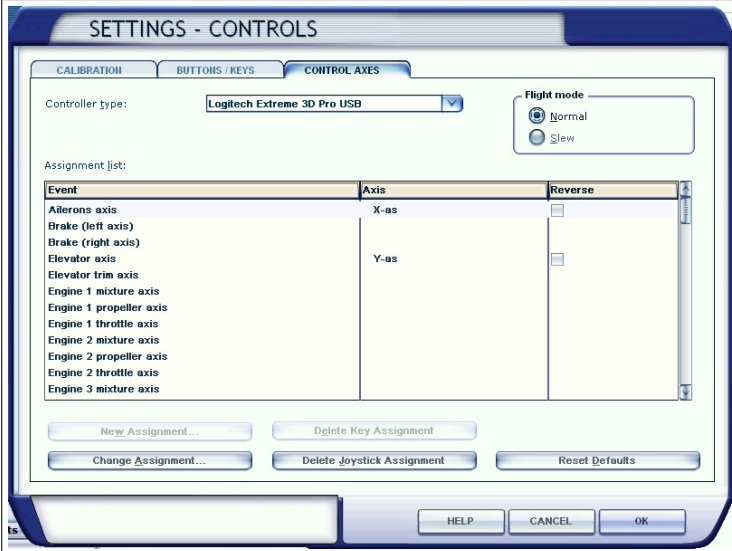 SETTINGS - CONTROLS
CALIBRATION BUTTONS / KEYS CONTROL AXES
Controller type: Logitech Extreme 3D Pro USB
Flight mode
Normal
Slew
Assignment list:
Event Axis Reverse
Ailerons axis X-as
Brake (left axis)
Brake (right axis)
Elevator axis Y-as
Elevator trim axis
Engine 1 mixture axis
Engine 1 propeller axis
Engine 1 throttle axis
Engine 2 mixture axis
Engine 2 propeller axis
Engine 2 throttle axis
Engine 3 mixture axis
New Assignment... Delete Key Assignment
Change Assignment... Delete Joystick Assignment Reset Defaults
ts HELP CANCEL OK